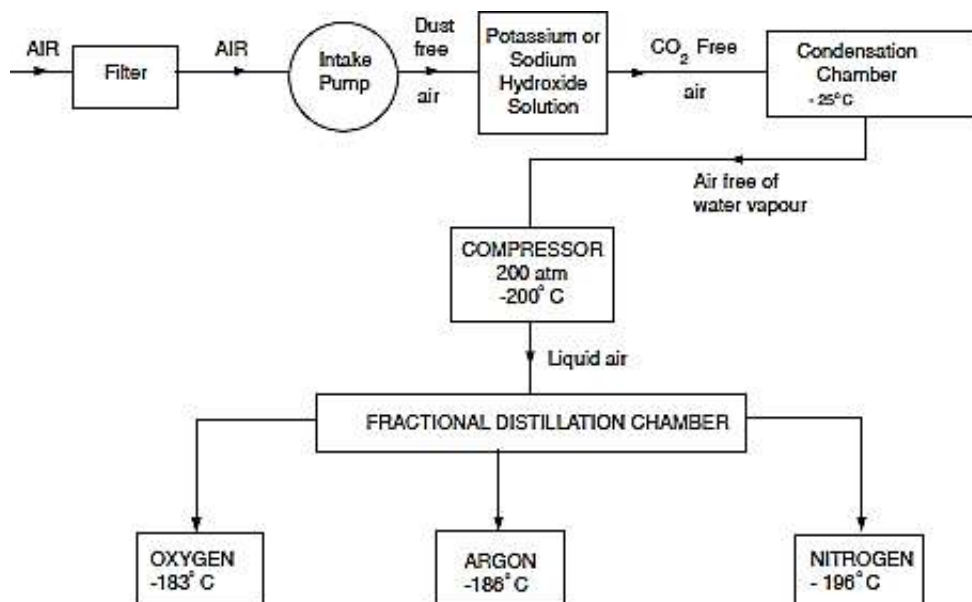 AIR
Filter
AIR
Intake
Pump
Dust
free
air
Potassium or
Sodium
Hydroxide
Solution
CO2 Free
air
Condensation
Chamber
- 25°C
Air free of
water vapour
COMPRESSOR
200 atm
-200° C
Liquid air
FRACTIONAL DISTILLATION CHAMBER
OXYGEN
-183° C
ARGON
-186° C
NITROGEN
- 196° C